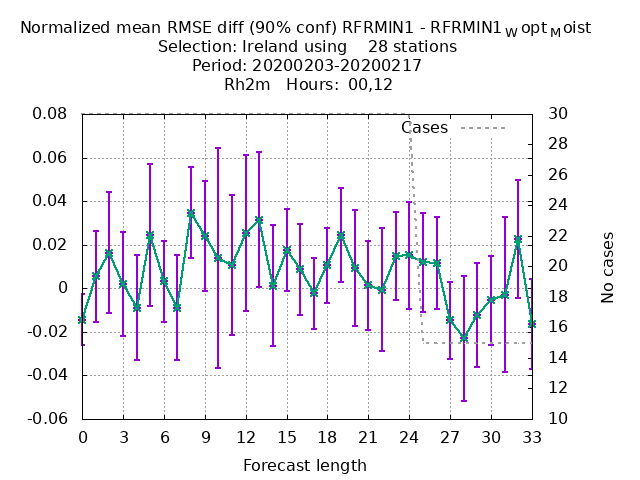 Normalized mean RMSE diff (90% conf) RFRMIN1 - RFRMIN1WoptMoist
Selection: Ireland using    28 stations
Period: 20200203-20200217
Rh2m   Hours:  00,12
Cases
0.08
0.06
0.04
0.02
0
-0.02
-0.04
-0.06
30
28
26
25
24
22
20
19
18
16
14
12
10
0 3 6 9 12 15 18 21 24 27 30 33
Forecast length
No cases